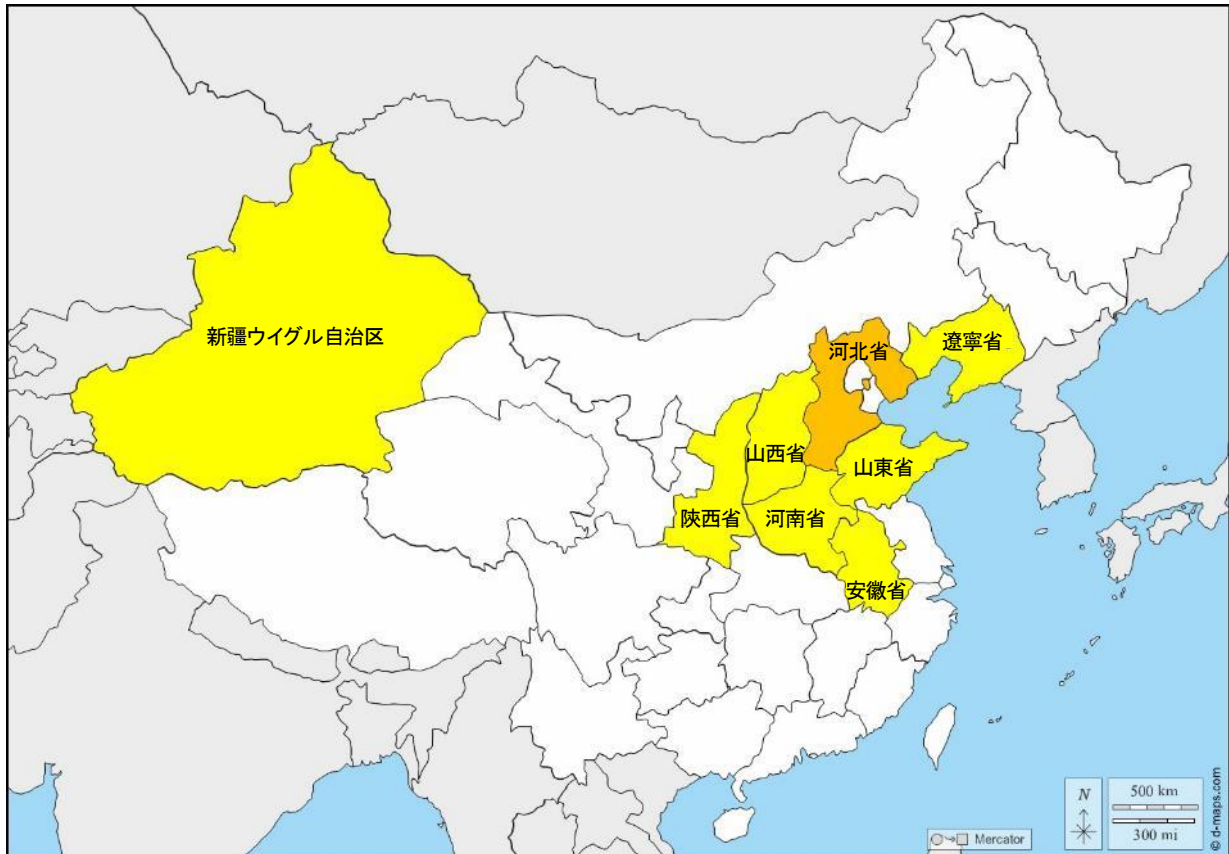 新疆ウイグル自治区
河北省
遼寧省
山西省
山東省
陝西省
河南省
安徽省
N
500 km
300 mi
Mercator
© d-maps.com